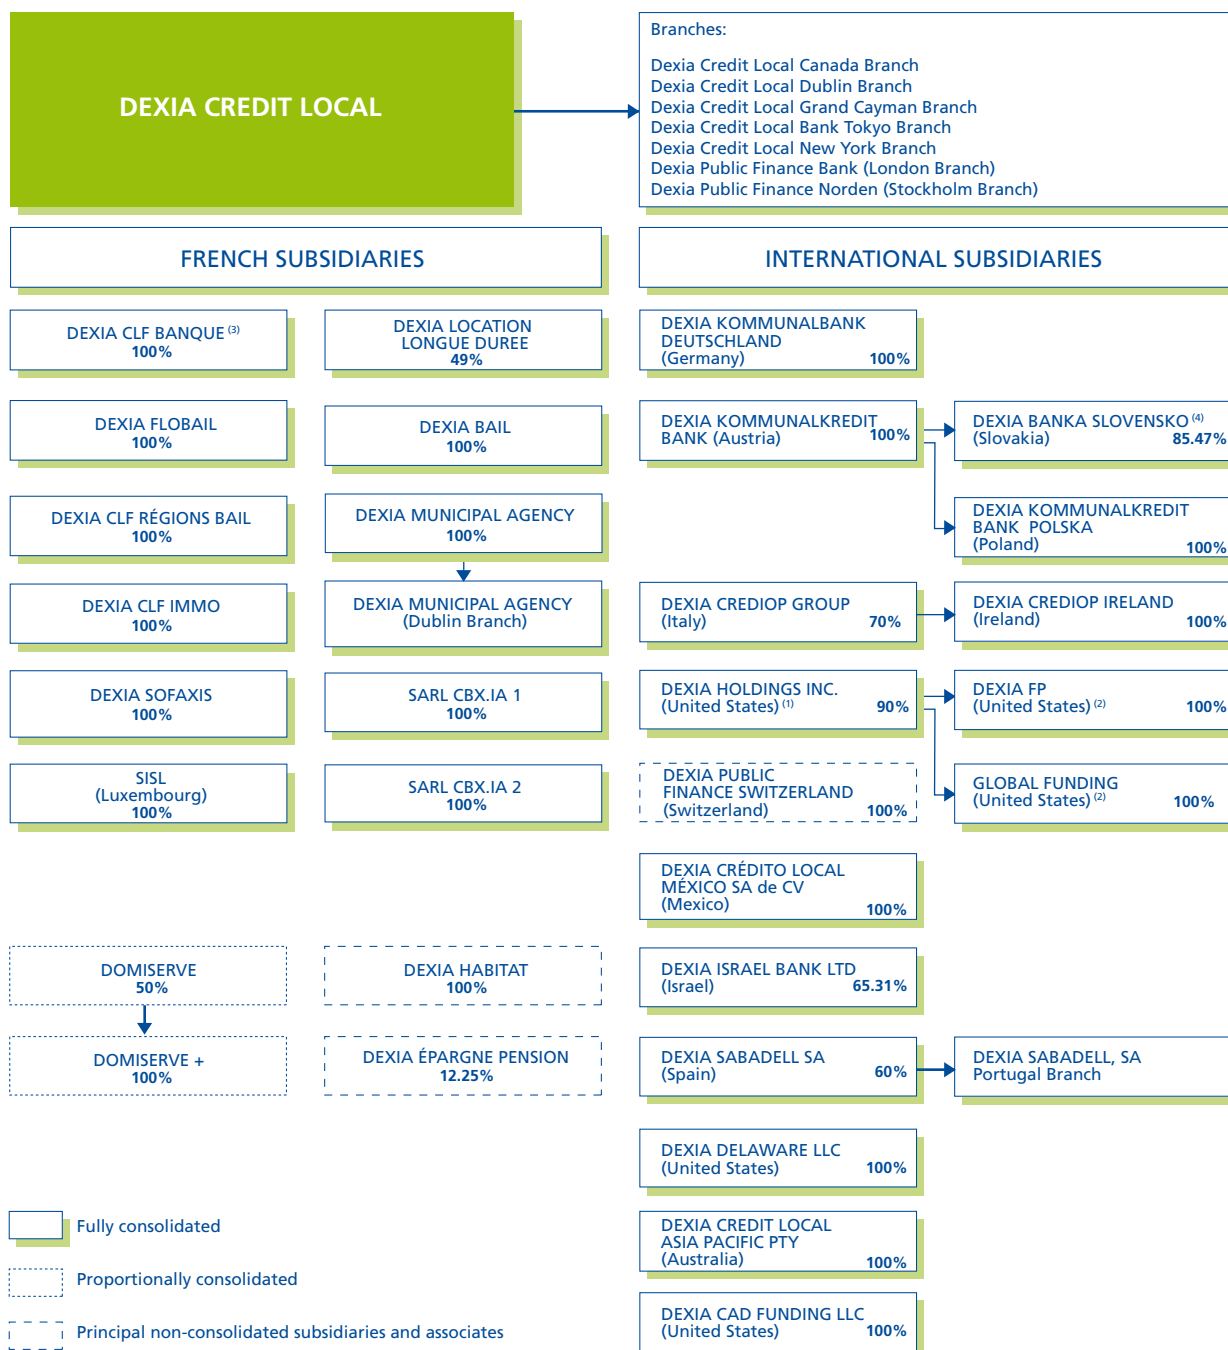 DEXIA CREDIT LOCAL
Branches:
Dexia Credit Local Canada Branch
Dexia Credit Local Dublin Branch
Dexia Credit Local Grand Cayman Branch
Dexia Credit Local Bank Tokyo Branch
Dexia Credit Local New York Branch
Dexia Public Finance Bank (London Branch)
Dexia Public Finance Norden (Stockholm Branch)
FRENCH SUBSIDIARIES
DEXIA CLF BANQUE (3)
100%
DEXIA LOCATION
LONGUE DUREE
49%
DEXIA FLOBAIL
100%
DEXIA BAIL
100%
DEXIA CLF RÉGIONS BAIL
100%
DEXIA MUNICIPAL AGENCY
100%
DEXIA CLF IMMO
100%
DEXIA MUNICIPAL AGENCY
(Dublin Branch)
DEXIA SOFAXIS
100%
SARL CBX.IA 1
100%
SISL
(Luxembourg)
100%
SARL CBX.IA 2
100%
DOMISERVE
50%
DEXIA HABITAT
100%
DOMISERVE +
100%
DEXIA ÉPARGNE PENSION
12.25%
INTERNATIONAL SUBSIDIARIES
DEXIA KOMMUNALBANK
DEUTSCHLAND
(Germany) 100%
DEXIA KOMMUNALKREDIT
BANK (Austria) 100%
DEXIA BANKA SLOVENSKO (4)
(Slovakia) 85.47%
DEXIA KOMMUNALKREDIT
BANK POLSKA
(Poland) 100%
DEXIA CREDIOP GROUP
(Italy) 70%
DEXIA CREDIOP IRELAND
(Ireland) 100%
DEXIA HOLDINGS INC.
(United States) (1) 90%
DEXIA FP
(United States) (2) 100%
DEXIA PUBLIC
FINANCE SWITZERLAND
(Switzerland) 100%
GLOBAL FUNDING
(United States) (2) 100%
DEXIA CRÉDITO LOCAL
MÉXICO SA de CV
(Mexico) 100%
DEXIA ISRAEL BANK LTD
(Israel) 65.31%
DEXIA SABADELL SA
(Spain) 60%
DEXIA SABADELL, SA
Portugal Branch
DEXIA DELAWARE LLC
(United States) 100%
DEXIA CREDIT LOCAL
ASIA PACIFIC PTY
(Australia) 100%
DEXIA CAD FUNDING LLC
(United States) 100%
Fully consolidated
Proportionally consolidated
Principal non-consolidated subsidiaries and associates